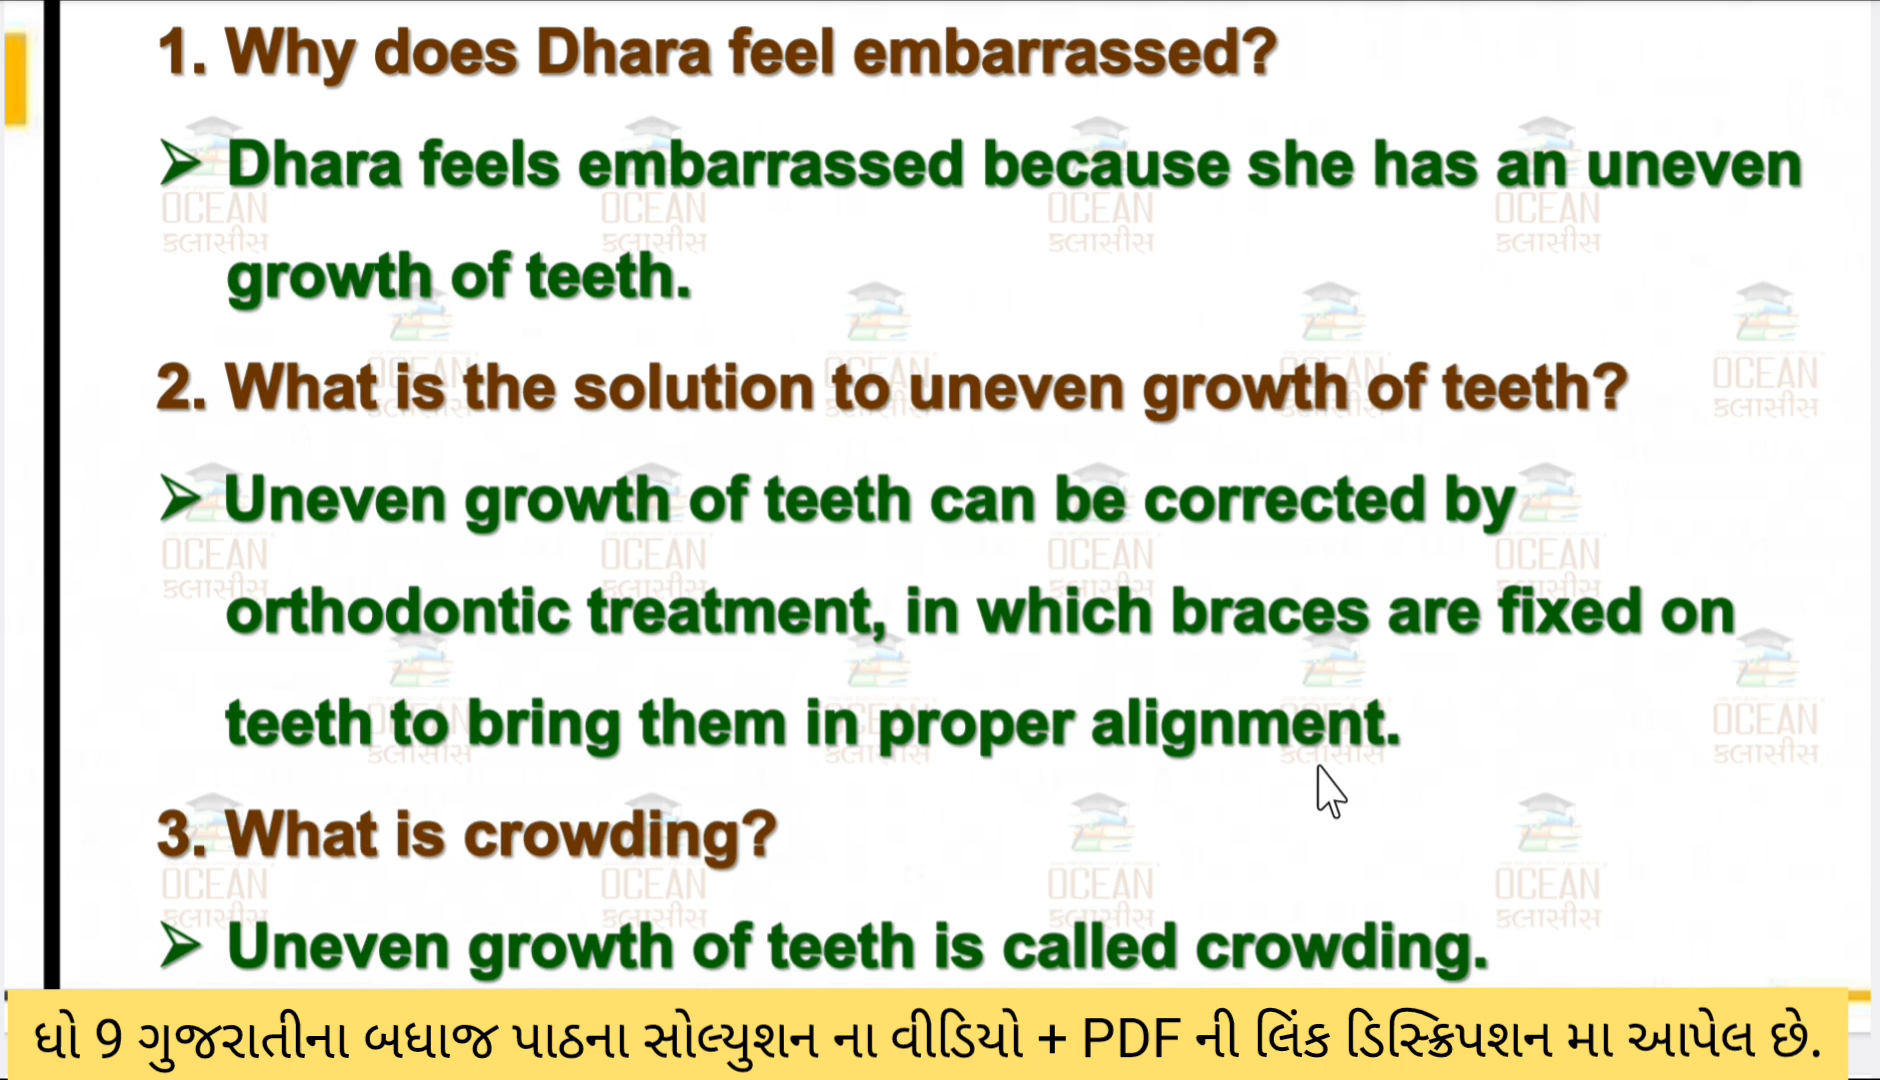 1. Why does Dhara feel embarrassed?
➢ Dhara feels embarrassed because she has an uneven
growth of teeth.
2. What is the solution to uneven growth of teeth?
➢ Uneven growth of teeth can be corrected by
orthodontic treatment, in which braces are fixed on
teeth to bring them in proper alignment.
3. What is crowding?
➢ Uneven growth of teeth is called crowding.
ધો 9 ગુજરાતીના બધાજ પાઠના સોલ્યુશન ના વીડિયો + PDF ની લિંક ડિસ્ક્રિપશન મા આપેલ છે.
OCEAN
ક્લાસીસ